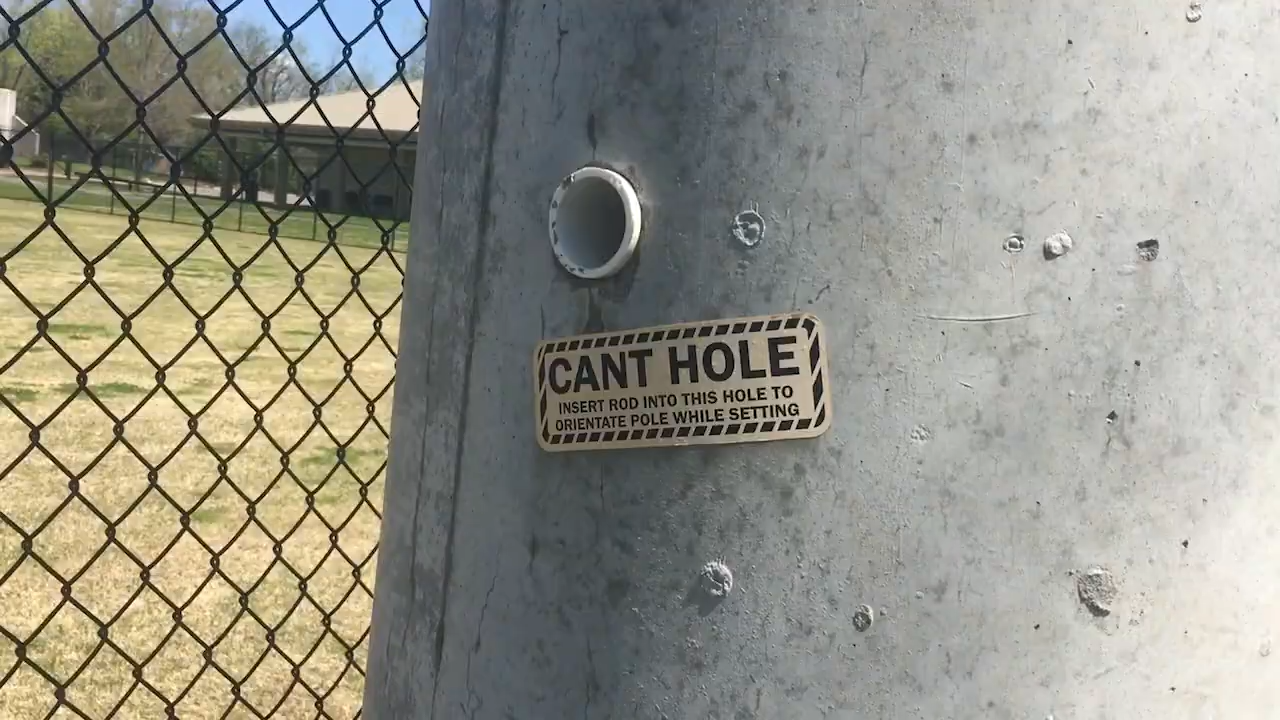 CANT HOLE
INSERT ROD INTO THIS HOLE TO
ORIENTATE POLE WHILE SETTING